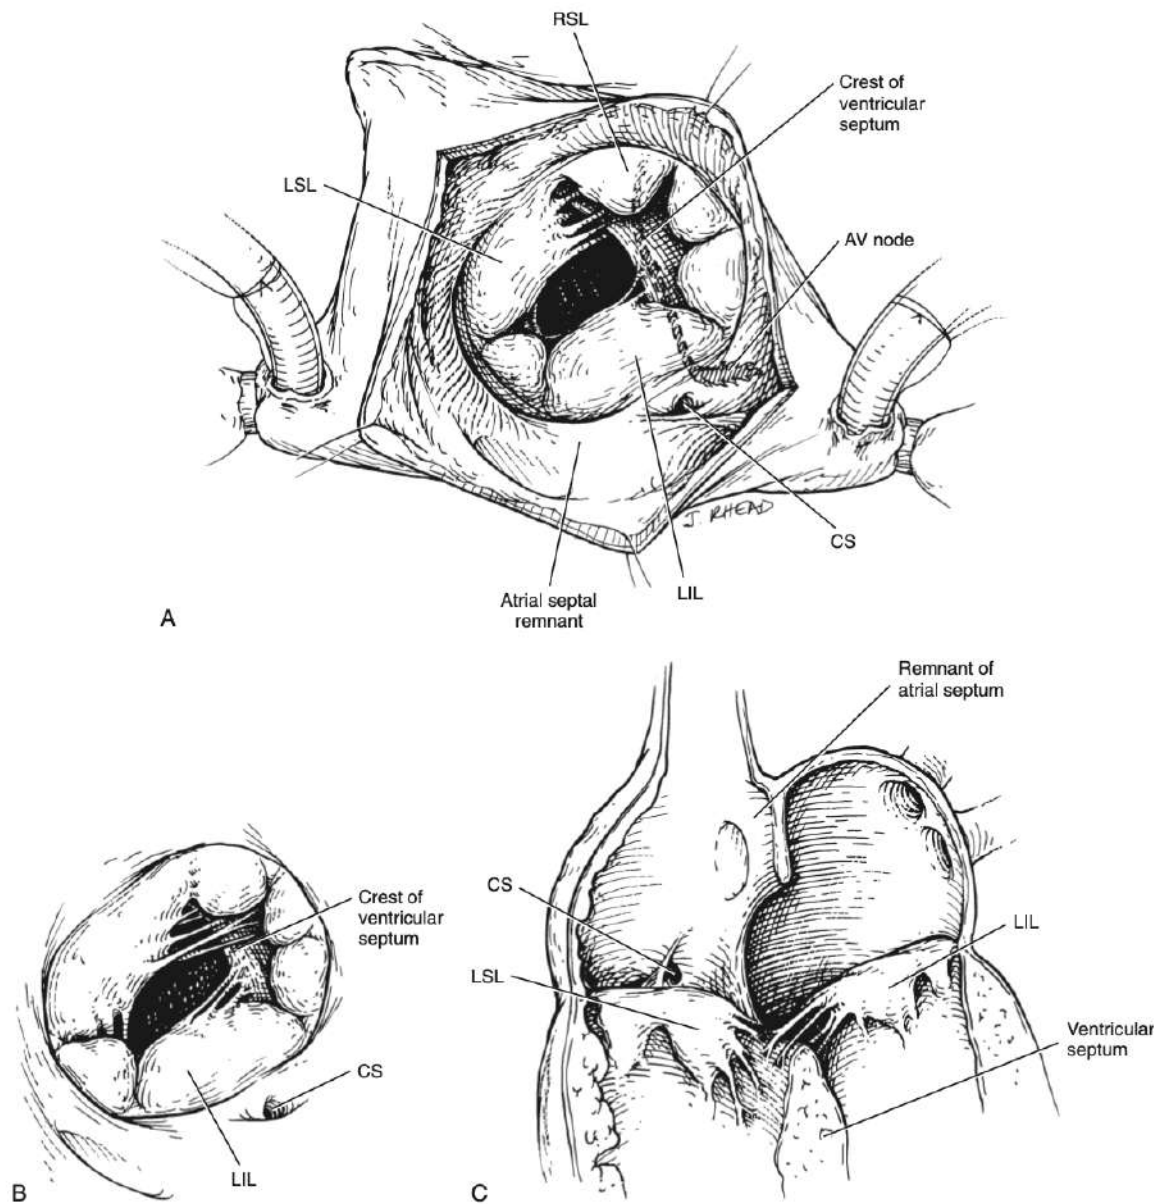 RSL
Crest of
ventricular
septum
LSL
AV node
J. RHEAD
CS
LIL
Atrial septal
remnant
A
Remnant of
atrial septum
Crest of
ventricular
septum
CS
LIL
LSL
Ventricular
septum
CS
LIL
B
C